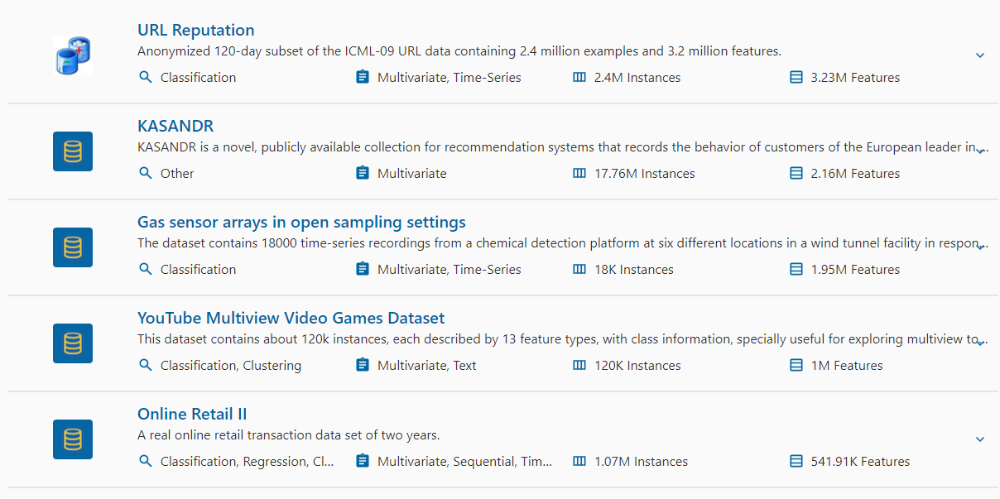 URL Reputation
Anonymized 120-day subset of the ICML-09 URL data containing 2.4 million examples and 3.2 million features.
Classification Multivariate, Time-Series 2.4M Instances 3.23M Features
KASANDR
KASANDR is a novel, publicly available collection for recommendation systems that records the behavior of customers of the European leader in...
Other Multivariate 17.76M Instances 2.16M Features
Gas sensor arrays in open sampling settings
The dataset contains 18000 time-series recordings from a chemical detection platform at six different locations in a wind tunnel facility in respon...
Classification Multivariate, Time-Series 18K Instances 1.95M Features
YouTube Multiview Video Games Dataset
This dataset contains about 120k instances, each described by 13 feature types, with class information, specially useful for exploring multiview to...
Classification, Clustering Multivariate, Text 120K Instances 1M Features
Online Retail II
A real online retail transaction data set of two years.
Classification, Regression, Cl... Multivariate, Sequential, Tim... 1.07M Instances 541.91K Features